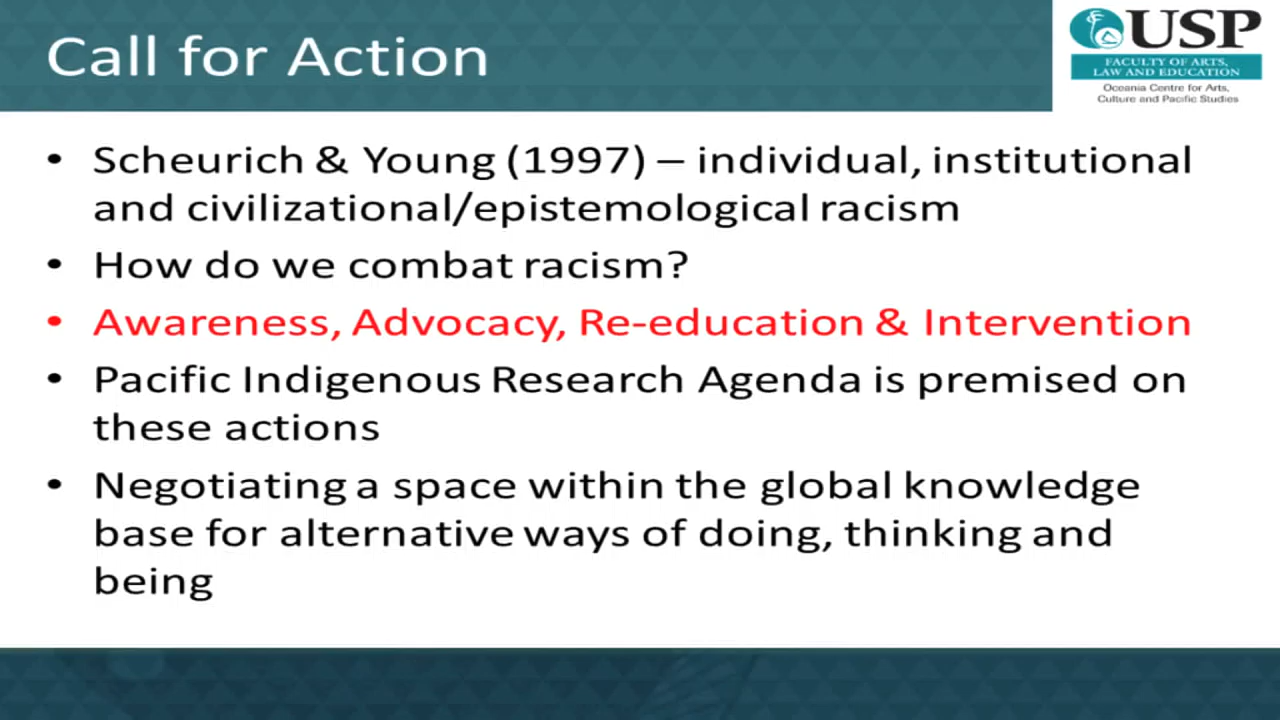 Call for Action
USP
FACULTY OF ARTS,
LAW AND EDUCATION
Oceania Centre for Arts,
Culture and Pacific Studies
• Scheurich & Young (1997) – individual, institutional
and civilizational/epistemological racism
• How do we combat racism?
• Awareness, Advocacy, Re-education & Intervention
• Pacific Indigenous Research Agenda is premised on
these actions
• Negotiating a space within the global knowledge
base for alternative ways of doing, thinking and
being